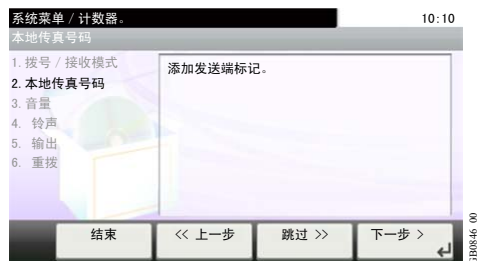 系统菜单 / 计数器。 10:10
本地传真号码
1. 拨号 / 接收模式
2. 本地传真号码
3. 音量
4. 铃声
5. 输出
6. 重拨
添加发送端标记。
结束 << 上一步 跳过 >> 下一步 >
GB0846_00